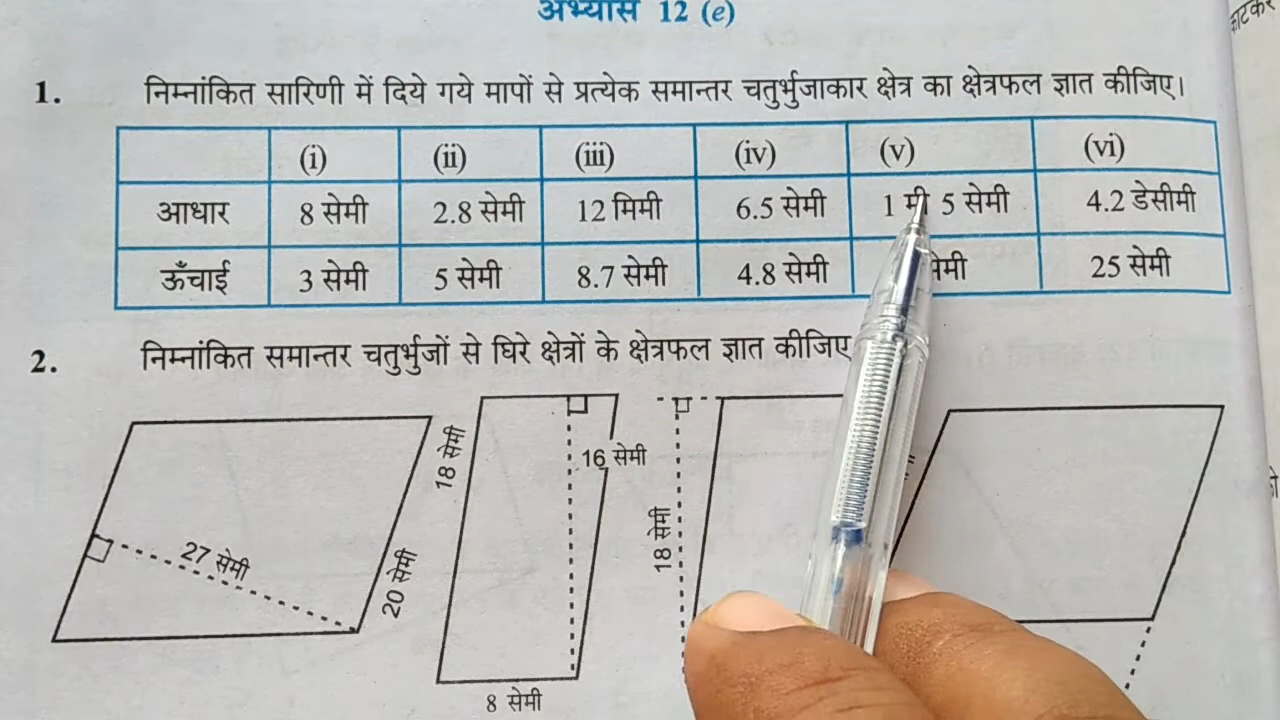 अभ्यास 12 (e)
1. निम्नांकित सारिणी में दिये गये मापों से प्रत्येक समान्तर चतुर्भुजाकार क्षेत्र का क्षेत्रफल ज्ञात कीजिए।
(i) (ii) (iii) (iv) (v) (vi)
आधार 8 सेमी 2.8 सेमी 12 मिमी 6.5 सेमी 1 मी 5 सेमी 4.2 डेसीमी
ऊँचाई 3 सेमी 5 सेमी 8.7 सेमी 4.8 सेमी 25 सेमी
2. निम्नांकित समान्तर चतुर्भुजों से घिरे क्षेत्रों के क्षेत्रफल ज्ञात कीजिए
27 सेमी
20 सेमी
18 सेमी
16 सेमी
8 सेमी
18 सेमी